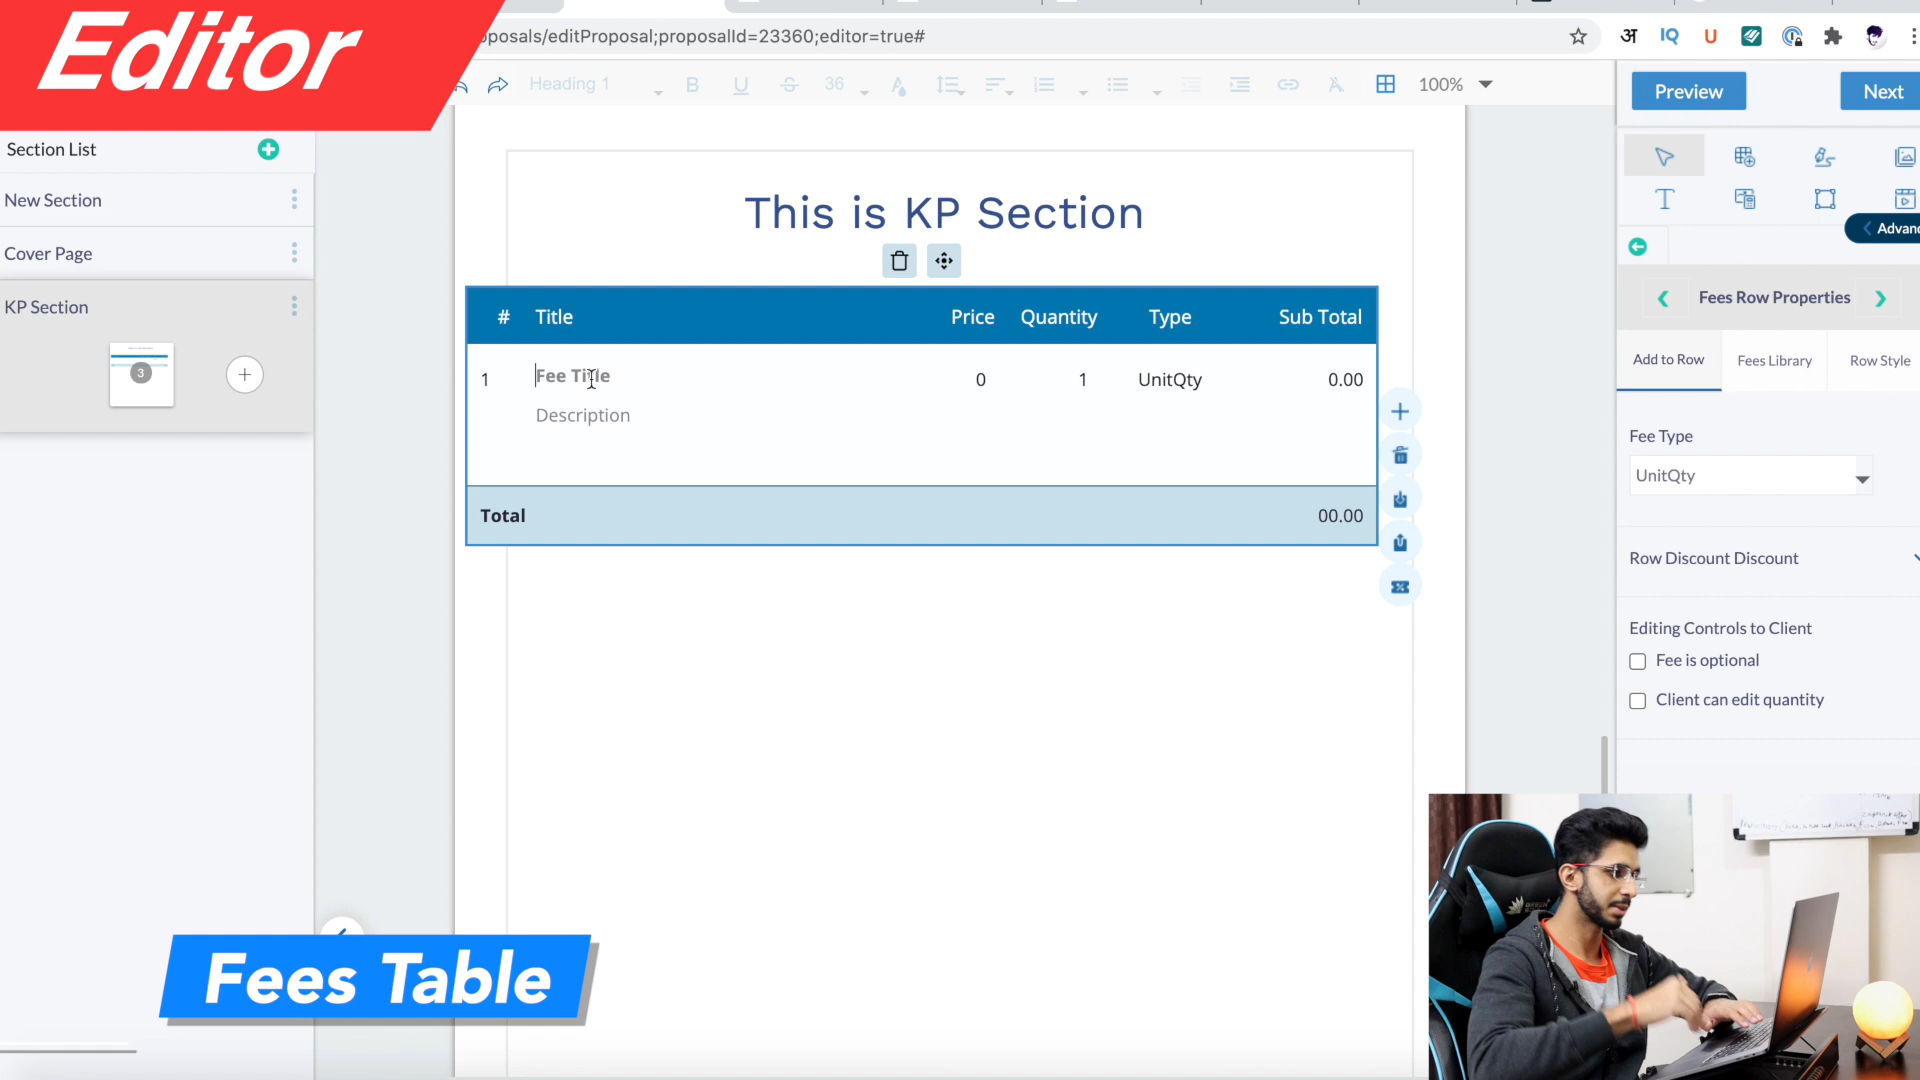 Editor
posals/editProposal;proposalId=23360;editor=true#
अ
IQ
U
Heading 1
B
U
S
36
A
100%
Preview
Next
Section List
New Section
Cover Page
KP Section
3
This is KP Section
# Title Price Quantity Type Sub Total
1 Fee Title 0 1 UnitQty 0.00
Description
Total 00.00
T
Advanc
Fees Row Properties
Add to Row
Fees Library
Row Style
Fee Type
UnitQty
Row Discount Discount
Editing Controls to Client
Fee is optional
Client can edit quantity
Fees Table